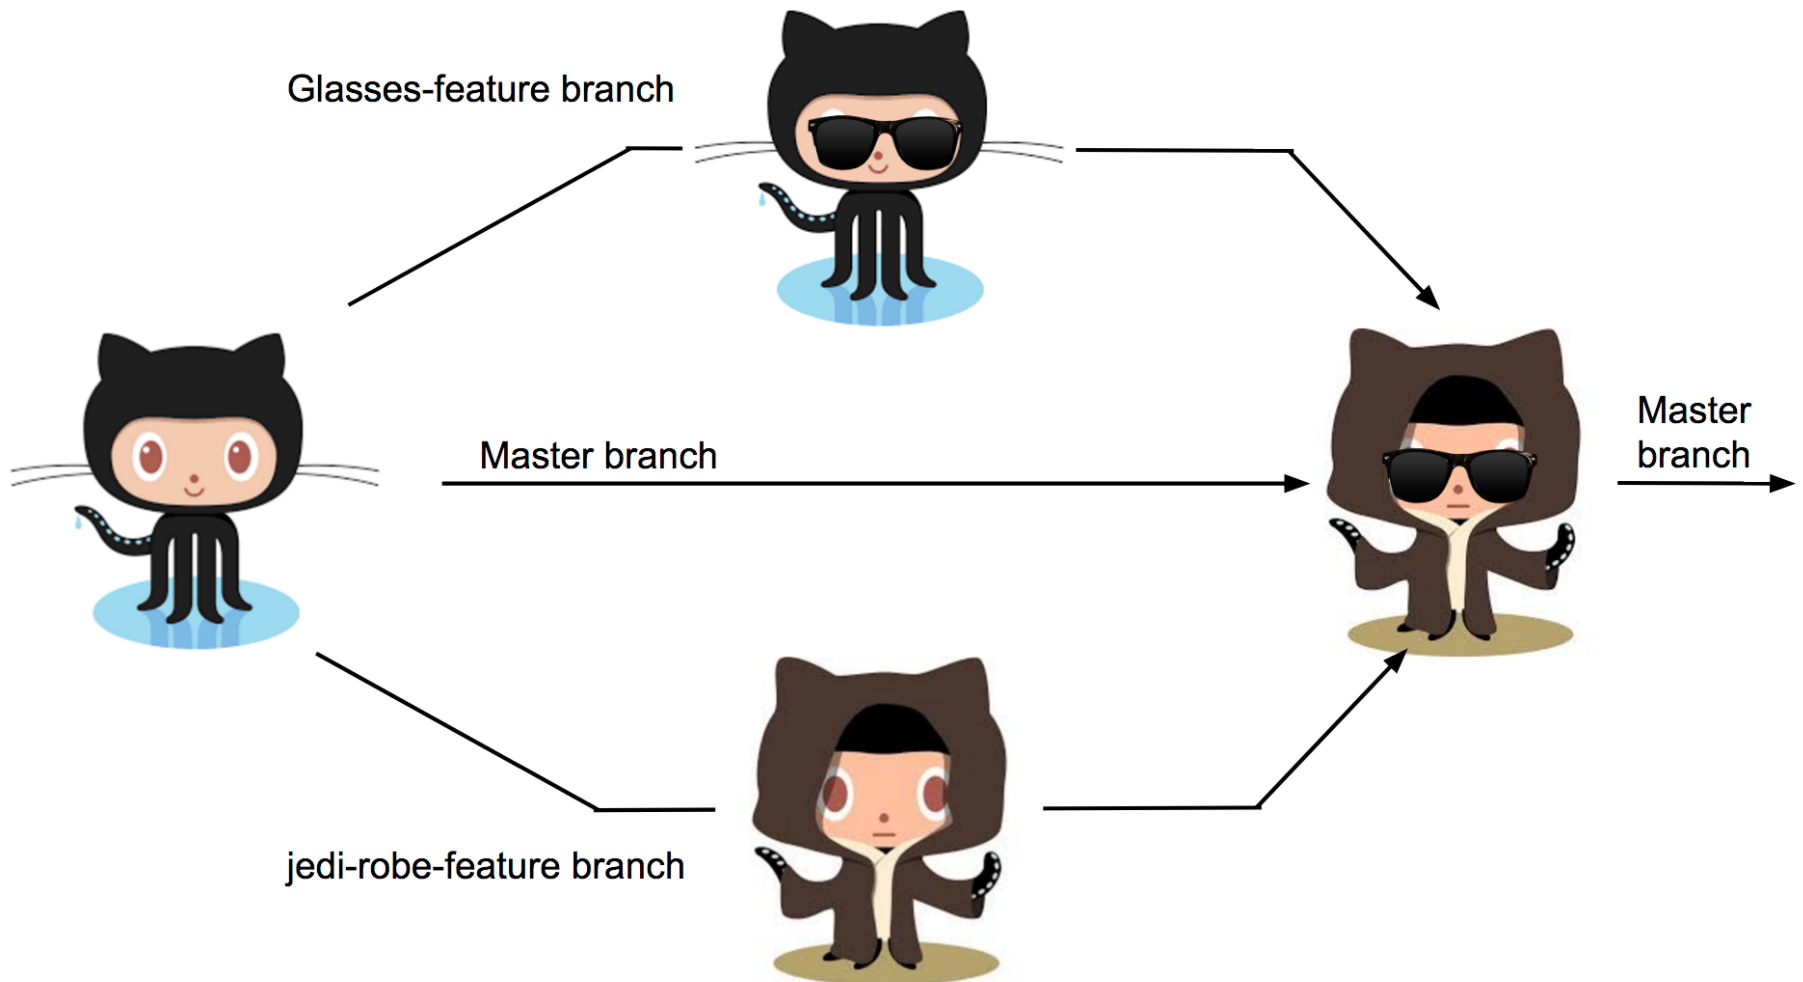 Glasses-feature branch
Master branch
Master
branch
jedi-robe-feature branch